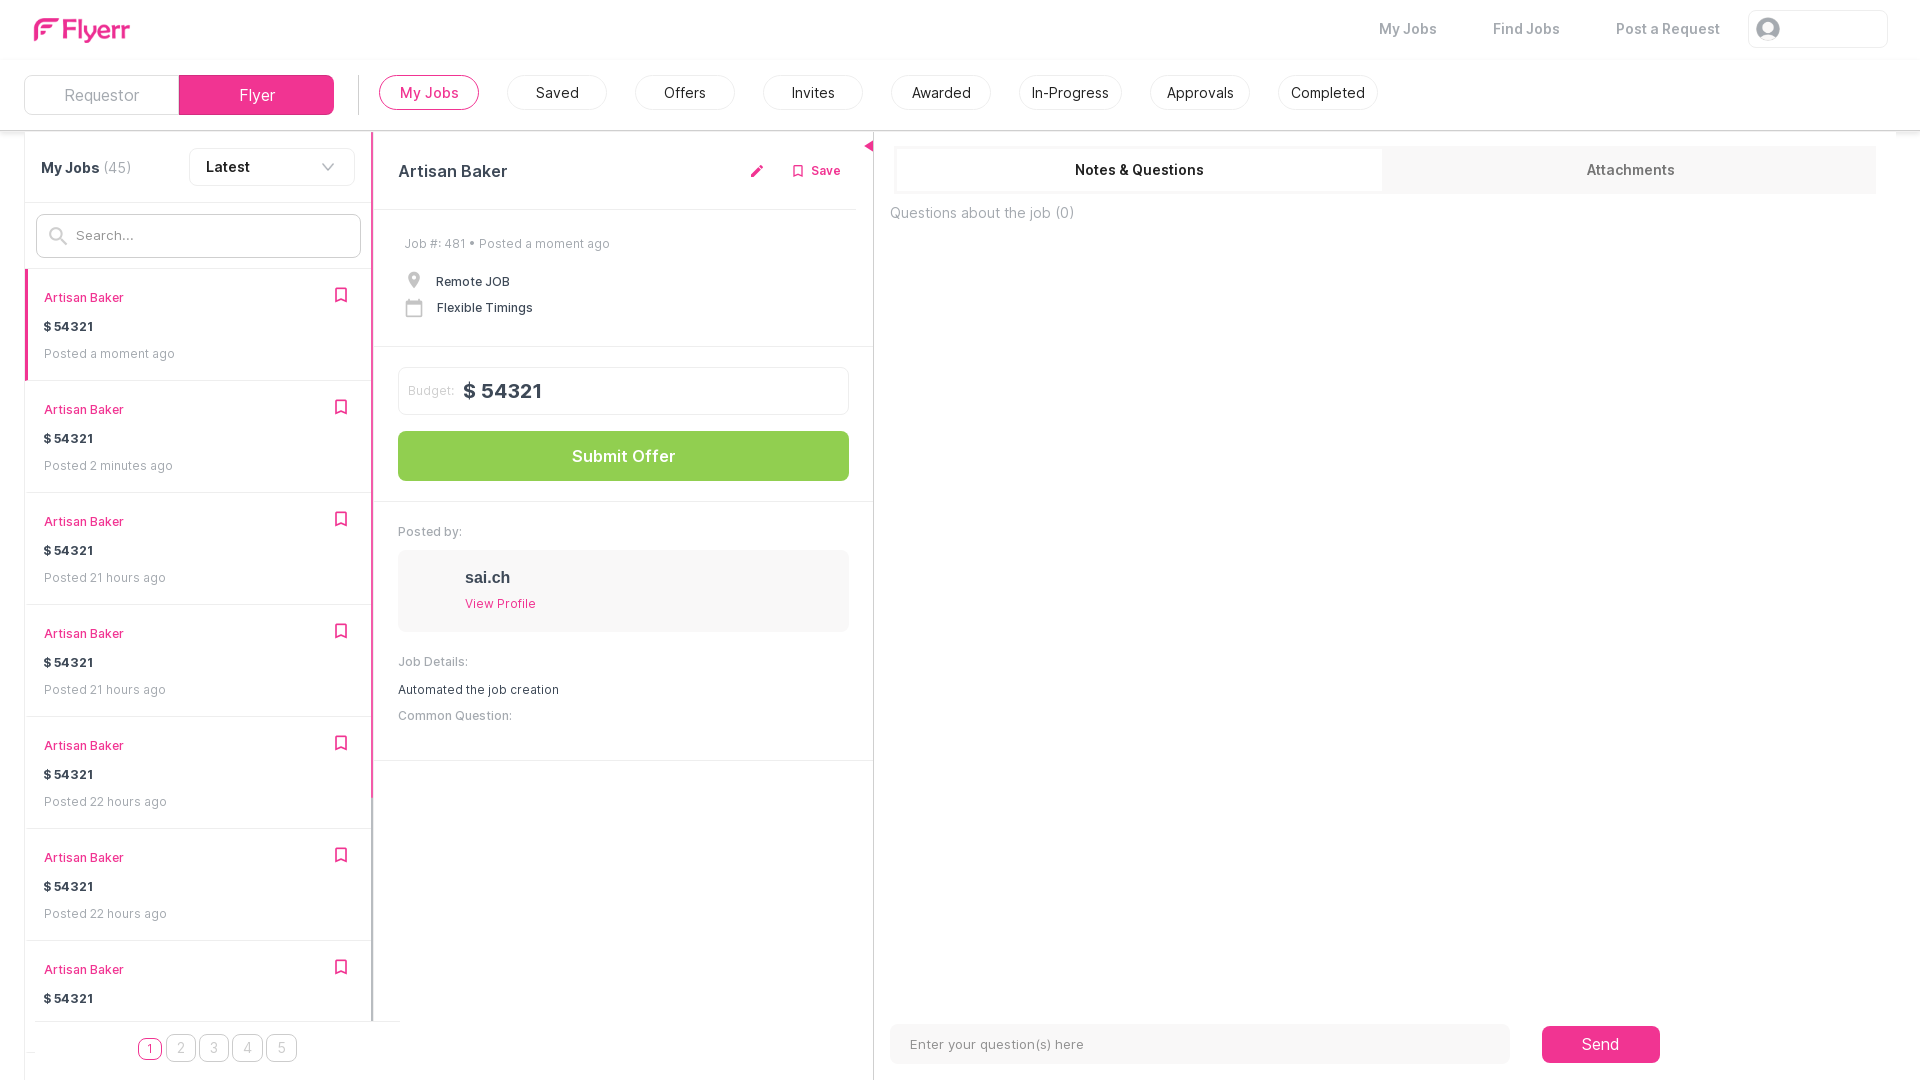 Flyerr
My Jobs
Find Jobs
Post a Request
Requestor
Flyer
My Jobs
Saved
Offers
Invites
Awarded
In-Progress
Approvals
Completed
My Jobs (45)
Latest
Search...
Artisan Baker
$ 54321
Posted a moment ago
Artisan Baker
$ 54321
Posted 2 minutes ago
Artisan Baker
$ 54321
Posted 21 hours ago
Artisan Baker
$ 54321
Posted 21 hours ago
Artisan Baker
$ 54321
Posted 22 hours ago
Artisan Baker
$ 54321
Posted 22 hours ago
Artisan Baker
$ 54321
1 2 3 4 5
Artisan Baker
Save
Job #: 481 • Posted a moment ago
Remote JOB
Flexible Timings
Budget: $ 54321
Submit Offer
Posted by:
sai.ch
View Profile
Job Details:
Automated the job creation
Common Question:
Notes & Questions
Attachments
Questions about the job (0)
Enter your question(s) here
Send